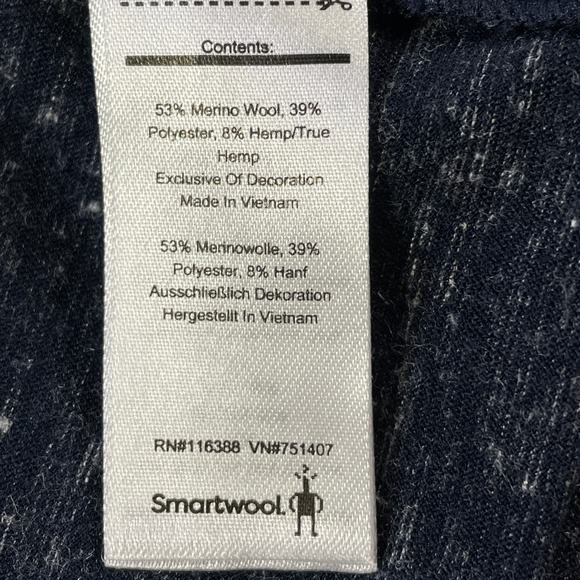 Contents:
53% Merino Wool, 39%
Polyester, 8% Hemp/True
Hemp
Exclusive Of Decoration
Made In Vietnam
53% Merinowolle, 39%
Polyester, 8% Hanf
Ausschließlich Dekoration
Hergestellt In Vietnam
RN#116388 VN#751407
Smartwool